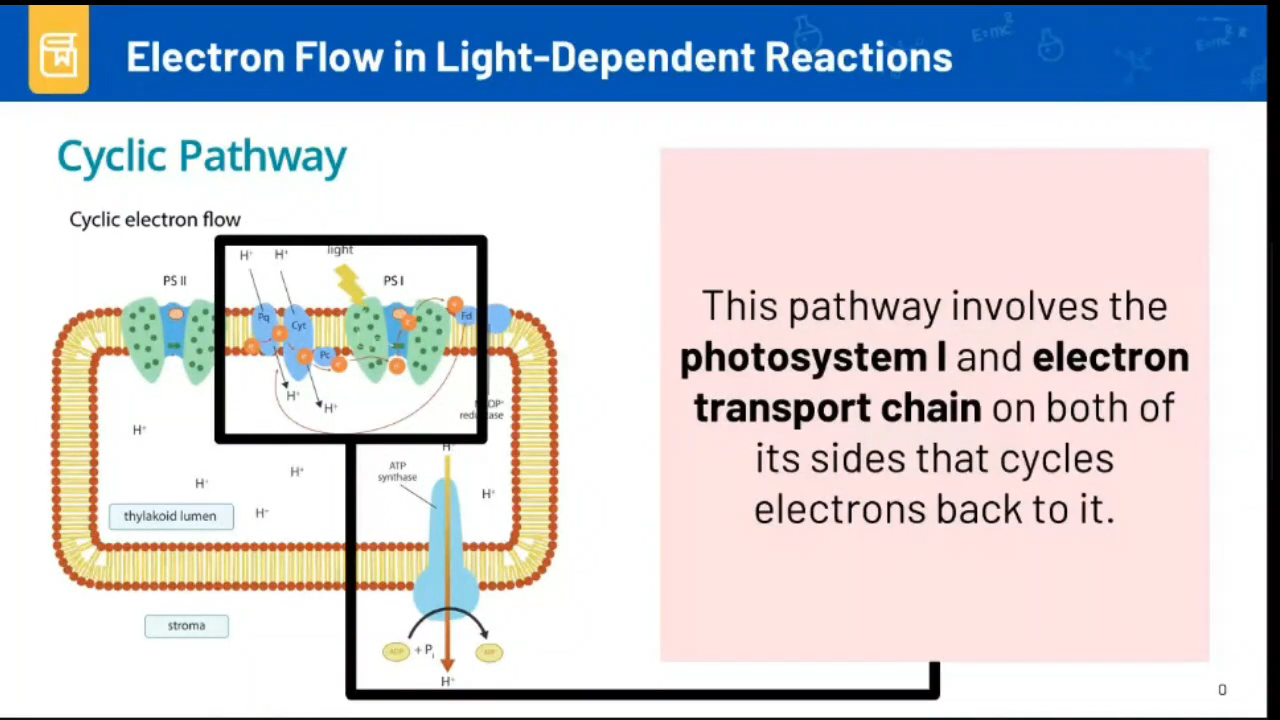 Electron Flow in Light-Dependent Reactions
E=mc²
E=mc²
Cyclic Pathway
Cyclic electron flow
H⁺ H⁺ light
PS II PS I
Pq Cyt Pc Fd
H⁺
H⁺
H⁺
H⁺
H⁺
H⁺
H⁺
H⁺
ATP
synthase
thylakoid lumen
stroma
ADP + Pᵢ ATP
H⁺
This pathway involves the
photosystem I and electron
transport chain on both of
its sides that cycles
electrons back to it.
0